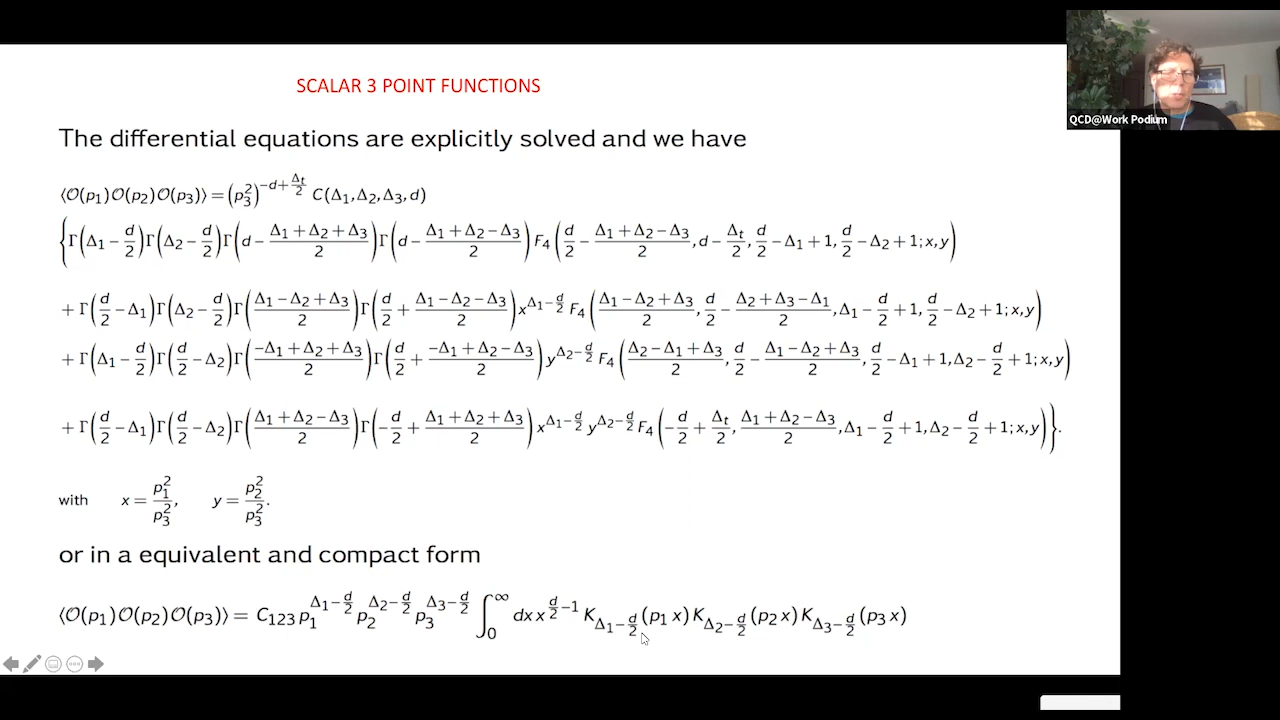 SCALAR 3 POINT FUNCTIONS
QCD@Work Podium
The differential equations are explicitly solved and we have
⟨𝒪(p₁)𝒪(p₂)𝒪(p₃)⟩ = (p₃²)^{-d+Δ_t/2} C(Δ₁,Δ₂,Δ₃,d)
{Γ(Δ₁ − d/2)Γ(Δ₂ − d/2)Γ(d − (Δ₁+Δ₂+Δ₃)/2)Γ(d − (Δ₁+Δ₂−Δ₃)/2) F₄(d/2 − (Δ₁+Δ₂−Δ₃)/2, d − Δ_t/2, d/2 − Δ₁+1, d/2 − Δ₂+1; x,y)
+ Γ(d/2 − Δ₁)Γ(Δ₂ − d/2)Γ((Δ₁−Δ₂+Δ₃)/2)Γ(d/2 + (Δ₁−Δ₂−Δ₃)/2) x^{Δ₁−d/2} F₄((Δ₁−Δ₂+Δ₃)/2, d/2 − (Δ₂+Δ₃−Δ₁)/2, Δ₁ − d/2 +1, d/2 − Δ₂+1; x,y)
+ Γ(Δ₁ − d/2)Γ(d/2 − Δ₂)Γ((−Δ₁+Δ₂+Δ₃)/2)Γ(d/2 + (−Δ₁+Δ₂−Δ₃)/2) y^{Δ₂−d/2} F₄((Δ₂−Δ₁+Δ₃)/2, d/2 − (Δ₁−Δ₂+Δ₃)/2, d/2 − Δ₁+1, Δ₂ − d/2 +1; x,y)
+ Γ(d/2 − Δ₁)Γ(d/2 − Δ₂)Γ((Δ₁+Δ₂−Δ₃)/2)Γ(−d/2 + (Δ₁+Δ₂+Δ₃)/2) x^{Δ₁−d/2} y^{Δ₂−d/2} F₄(−d/2 + Δ_t/2, (Δ₁+Δ₂−Δ₃)/2, Δ₁ − d/2 +1, Δ₂ − d/2 +1; x,y)}.
with x = p₁²/p₃², y = p₂²/p₃².
or in a equivalent and compact form
⟨𝒪(p₁)𝒪(p₂)𝒪(p₃)⟩ = C₁₂₃ p₁^{Δ₁−d/2} p₂^{Δ₂−d/2} p₃^{Δ₃−d/2} ∫₀^∞ dx x^{d/2−1} K_{Δ₁−d/2}(p₁ x) K_{Δ₂−d/2}(p₂ x) K_{Δ₃−d/2}(p₃ x)